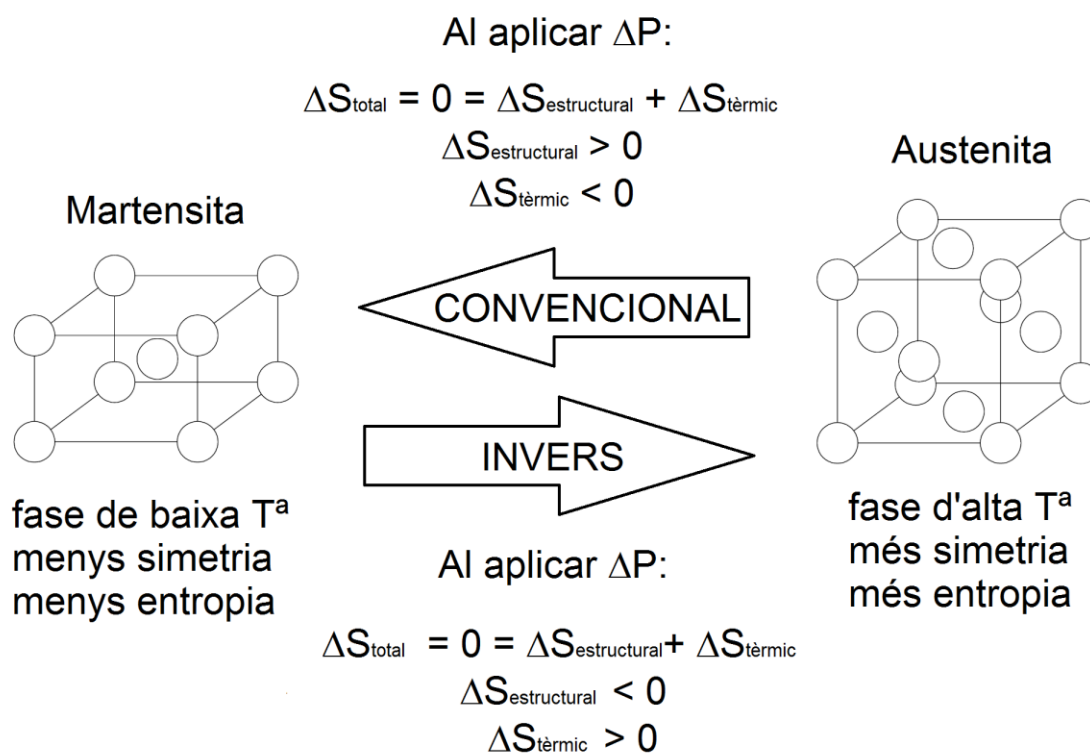 Al aplicar ΔP:
ΔStotal = 0 = ΔSestructural + ΔStèrmic
ΔSestructural > 0
ΔStèrmic < 0
Martensita
Austenita
CONVENCIONAL
INVERS
fase de baixa Tª
menys simetria
menys entropia
fase d'alta Tª
més simetria
més entropia
Al aplicar ΔP:
ΔStotal = 0 = ΔSestructural+ ΔStèrmic
ΔSestructural < 0
ΔStèrmic > 0